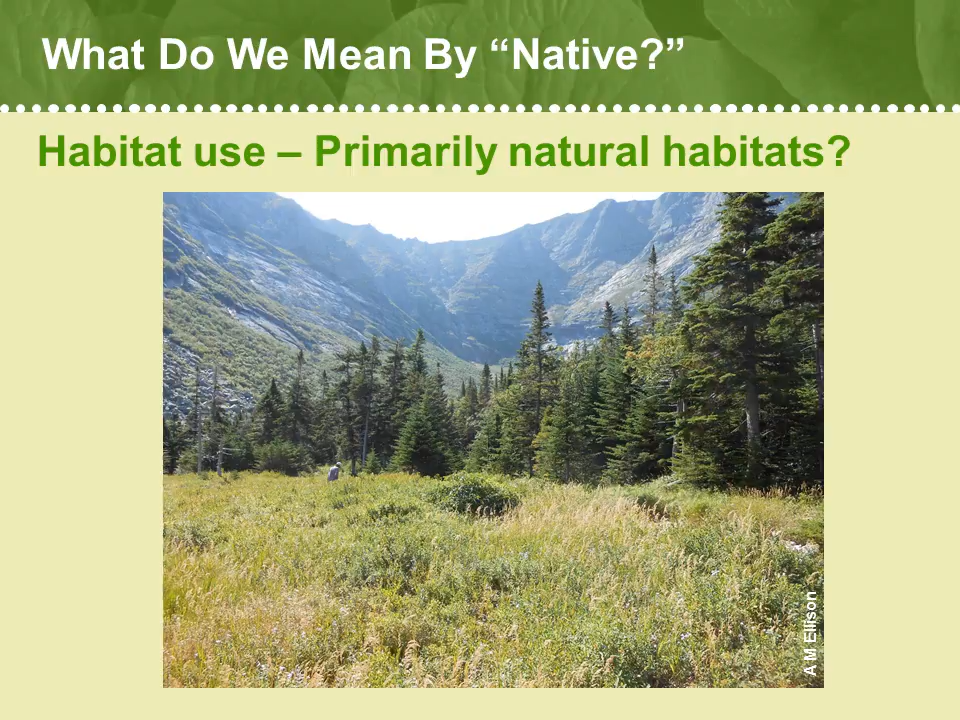 What Do We Mean By “Native?”
Habitat use – Primarily natural habitats?
A M Ellison